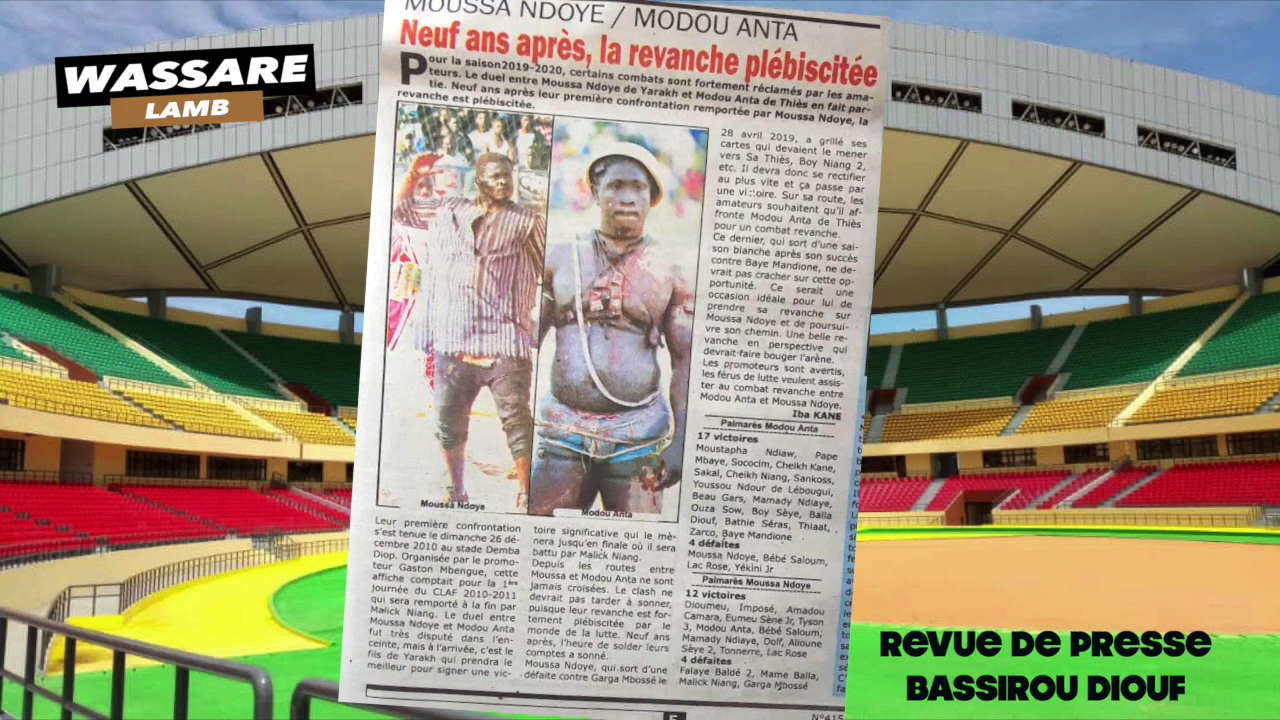 WASSARE
LAMB
MOUSSA NDOYE / MODOU ANTA
Neuf ans après, la revanche plébiscitée
Pour la saison2019-2020, certains combats sont fortement réclamés par les ama-
teurs. Le duel entre Moussa Ndoye de Yarakh et Modou Anta de Thiès en fait par-
tie. Neuf ans après leur première confrontation remportée par Moussa Ndoye, la
revanche est plébiscitée.
Moussa Ndoye
Modou Anta
Leur première confrontation
s'est tenue le dimanche 26 dé-
cembre 2010 au stade Demba
Diop. Organisée par le promo-
teur Gaston Mbengue, cette
affiche comptait pour la 1ère
journée du CLAF 2010-2011
qui sera remporté à la fin par
Malick Niang. Le duel entre
Moussa Ndoye et Modou Anta
fut très disputé dans l'en-
ceinte, mais à l'arrivée, c'est le
fils de Yarakh qui prendra le
meilleur pour signer une vic-
toire significative qui le mè-
nera jusqu'en finale où il sera
battu par Malick Niang.
Depuis les routes entre
Moussa et Modou Anta ne sont
jamais croisées. Le clash ne
devrait pas tarder à sonner,
puisque leur revanche est for-
tement plébiscitée par le
monde de la lutte. Neuf ans
après, l'heure de solder leurs
comptes a sonné.
Moussa Ndoye, qui sort d'une
défaite contre Garga Mbossé le
28 avril 2019, a grillé ses
cartes qui devaient le mener
vers Sa Thiès, Boy Niang 2,
etc. Il devra donc se rectifier
au plus vite et ça passe par
une victoire. Sur sa route, les
amateurs souhaitent qu'il af-
fronte Modou Anta de Thiès
pour un combat revanche.
Ce dernier, qui sort d'une sai-
son blanche après son succès
contre Baye Mandione, ne de-
vrait pas cracher sur cette op-
portunité. Ce serait une
occasion idéale pour lui de
prendre sa revanche sur
Moussa Ndoye et de poursui-
vre son chemin. Une belle re-
vanche en perspective qui
devrait faire bouger l'arène.
Les promoteurs sont avertis,
les férus de lutte veulent assis-
ter au combat revanche entre
Modou Anta et Moussa Ndoye.
Iba KANE
Palmarès Modou Anta
17 victoires
Moustapha Ndiaw, Pape
Mbaye, Sococim, Cheikh Kane,
Sakal, Cheikh Niang, Sankoss,
Youssou Ndour de Lébougui,
Beau Gars, Mamady Ndiaye,
Ouza Sow, Boy Sèye, Balla
Diouf, Bathie Séras, Thiaat,
Zarco, Baye Mandione
4 défaites
Moussa Ndoye, Bébé Saloum,
Lac Rose, Yékini Jr
Palmarès Moussa Ndoye
12 victoires
Dioumeu, Imposé, Amadou
Camara, Eumeu Sène Jr, Tyson
3, Modou Anta, Bébé Saloum,
Mamady Ndiaye, Dolf, Alioune
Sèye 2, Tonnerre, Lac Rose
4 défaites
Falaye Baldé 2, Mame Balla,
Malick Niang, Garga Mbossé
N°415
REVUE DE PRESSE
BASSIROU DIOUF